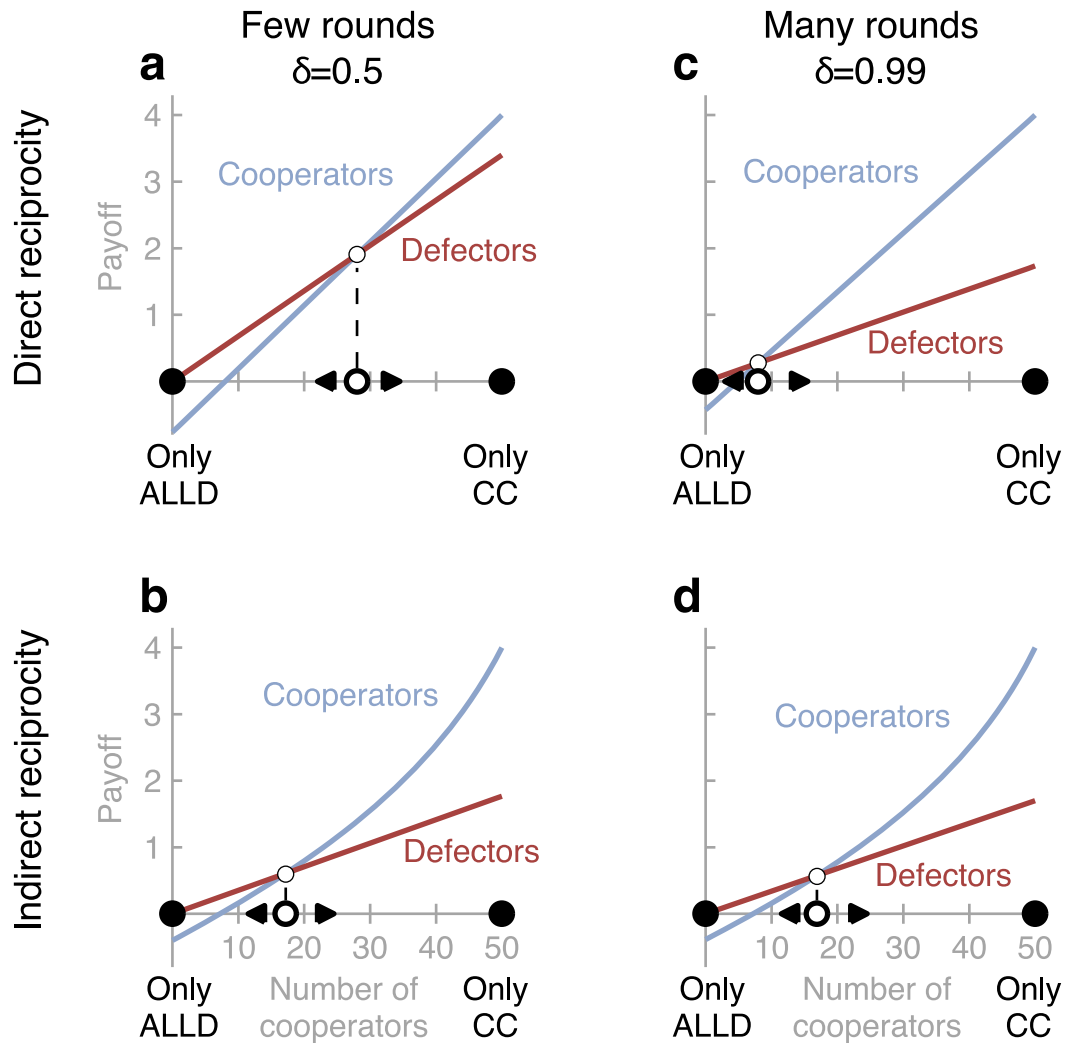 Few rounds
δ=0.5
Many rounds
δ=0.99
Direct reciprocity
Indirect reciprocity
a
Payoff
4
3
2
1
Cooperators
Defectors
Only
ALLD
Only
CC
c
Cooperators
Defectors
Only
ALLD
Only
CC
b
Payoff
4
3
2
1
Cooperators
Defectors
10 20 30 40 50
Only
ALLD
Number of
cooperators
Only
CC
d
Cooperators
Defectors
10 20 30 40 50
Only
ALLD
Number of
cooperators
Only
CC